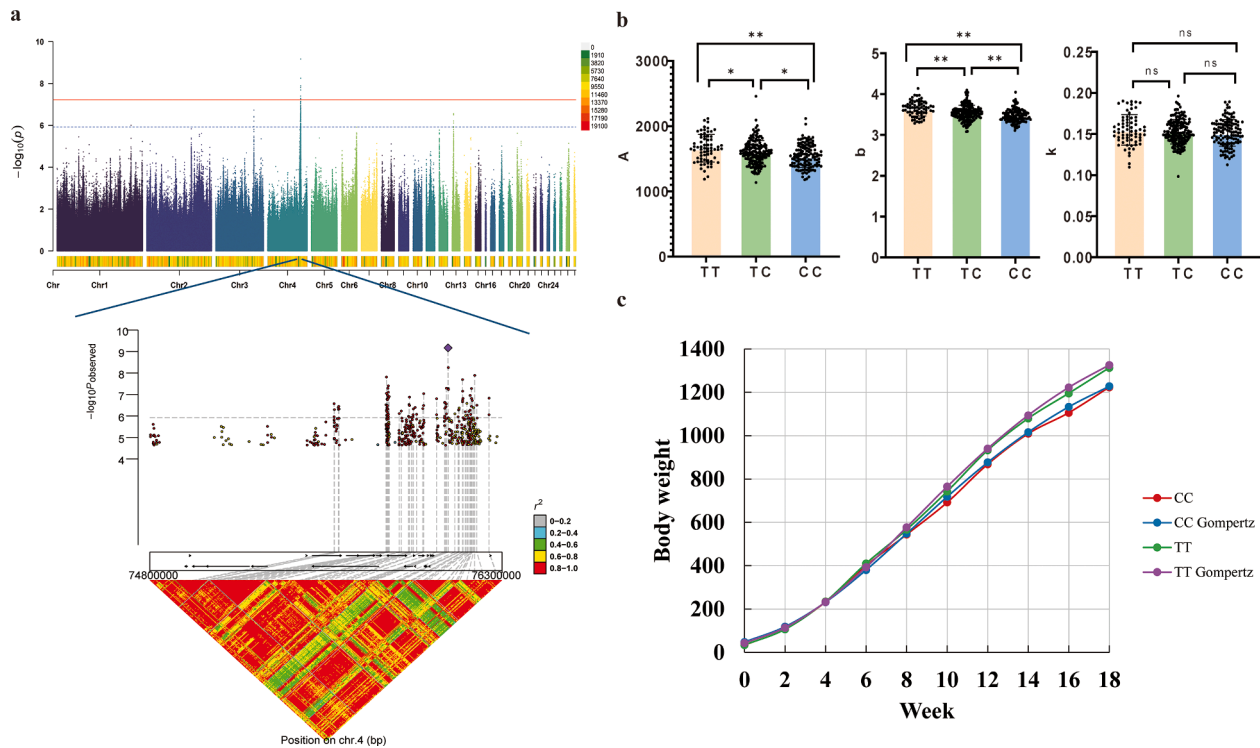 a
10
8
6
4
2
0
−log₁₀(p)
0
1910
3820
5730
7640
9550
11460
13370
15280
17190
19100
Chr Chr1 Chr2 Chr3 Chr4 Chr5 Chr6 Chr8 Chr10 Chr13 Chr16 Chr20 Chr24
10
9
8
7
6
5
4
−log₁₀Pobserved
r²
0−0.2
0.2−0.4
0.4−0.6
0.6−0.8
0.8−1.0
74800000 76300000
Position on chr.4 (bp)
b
3000
2000
1000
0
A
**
* *
TT TC CC
5
4
3
2
1
0
b
**
** **
TT TC CC
0.25
0.20
0.15
0.10
0.05
0.00
k
ns
ns ns
TT TC CC
c
1400
1200
1000
800
600
400
200
0
Body weight
0 2 4 6 8 10 12 14 16 18
Week
CC
CC Gompertz
TT
TT Gompertz